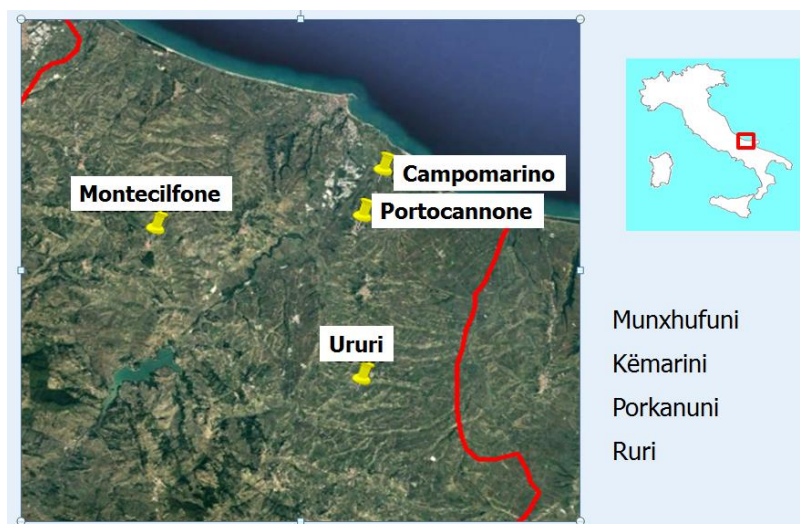 Montecilfone
Campomarino
Portocannone
Ururi
Munxhufuni
Këmarini
Porkanuni
Ruri